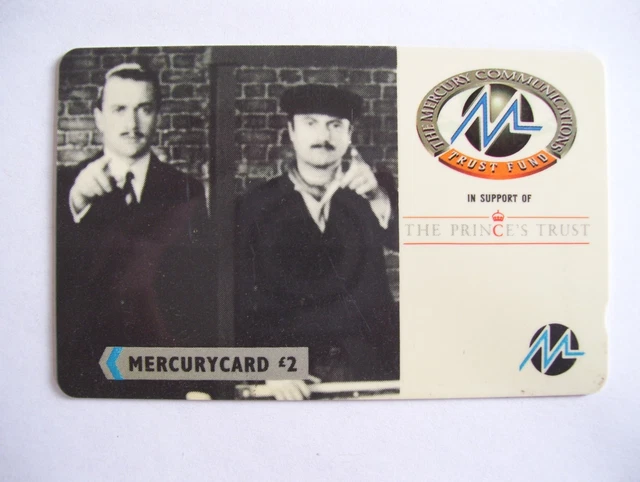 THE MERCURY COMMUNICATIONS
TRUST FUND
IN SUPPORT OF
THE PRINCE'S TRUST
MERCURYCARD £2